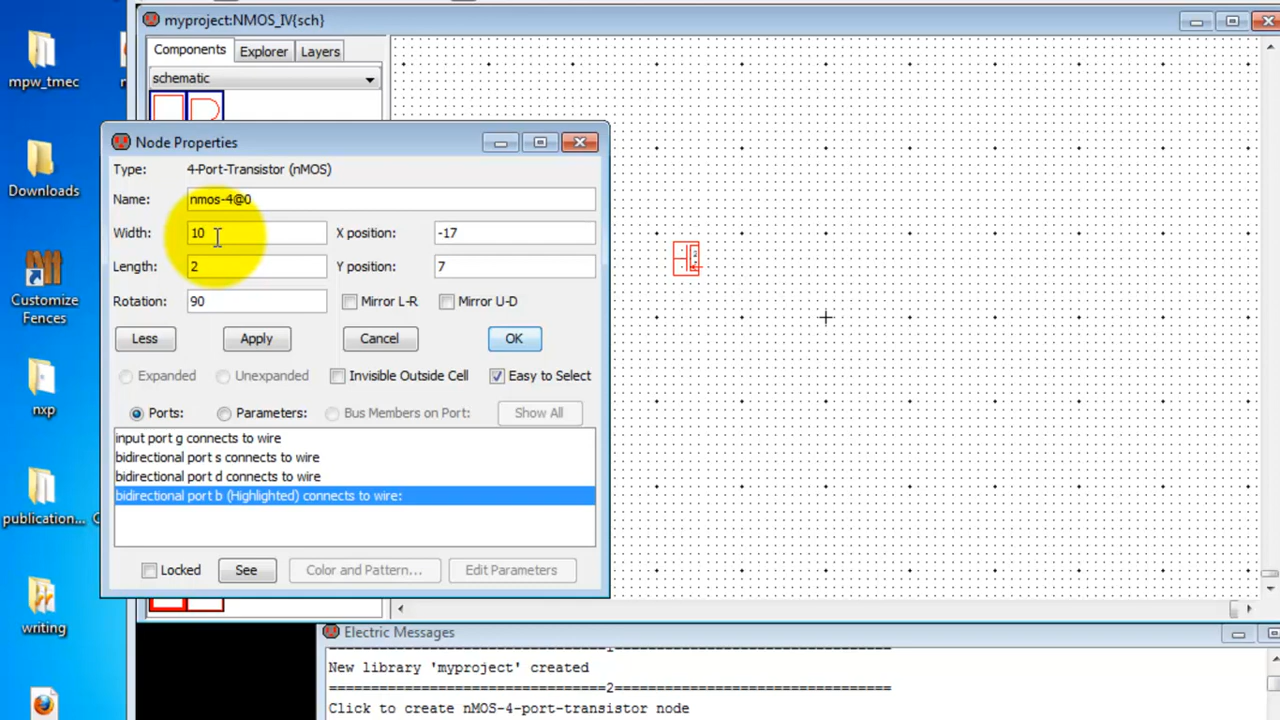 myproject:NMOS_IV{sch}
mpw_tmec
Components Explorer Layers
schematic
Node Properties
Type: 4-Port-Transistor (nMOS)
Downloads
Name: nmos-4@0
Width: 10 X position: -17
Length: 2 Y position: 7
Customize
Fences
Rotation: 90 Mirror L-R Mirror U-D
Less Apply Cancel OK
Expanded Unexpanded Invisible Outside Cell Easy to Select
nxp
Ports: Parameters: Bus Members on Port: Show All
input port g connects to wire
bidirectional port s connects to wire
bidirectional port d connects to wire
bidirectional port b (Highlighted) connects to wire:
publication...
Locked See Color and Pattern... Edit Parameters
writing
Electric Messages
=================================1=================================
New library 'myproject' created
=================================2=================================
Click to create nMOS-4-port-transistor node